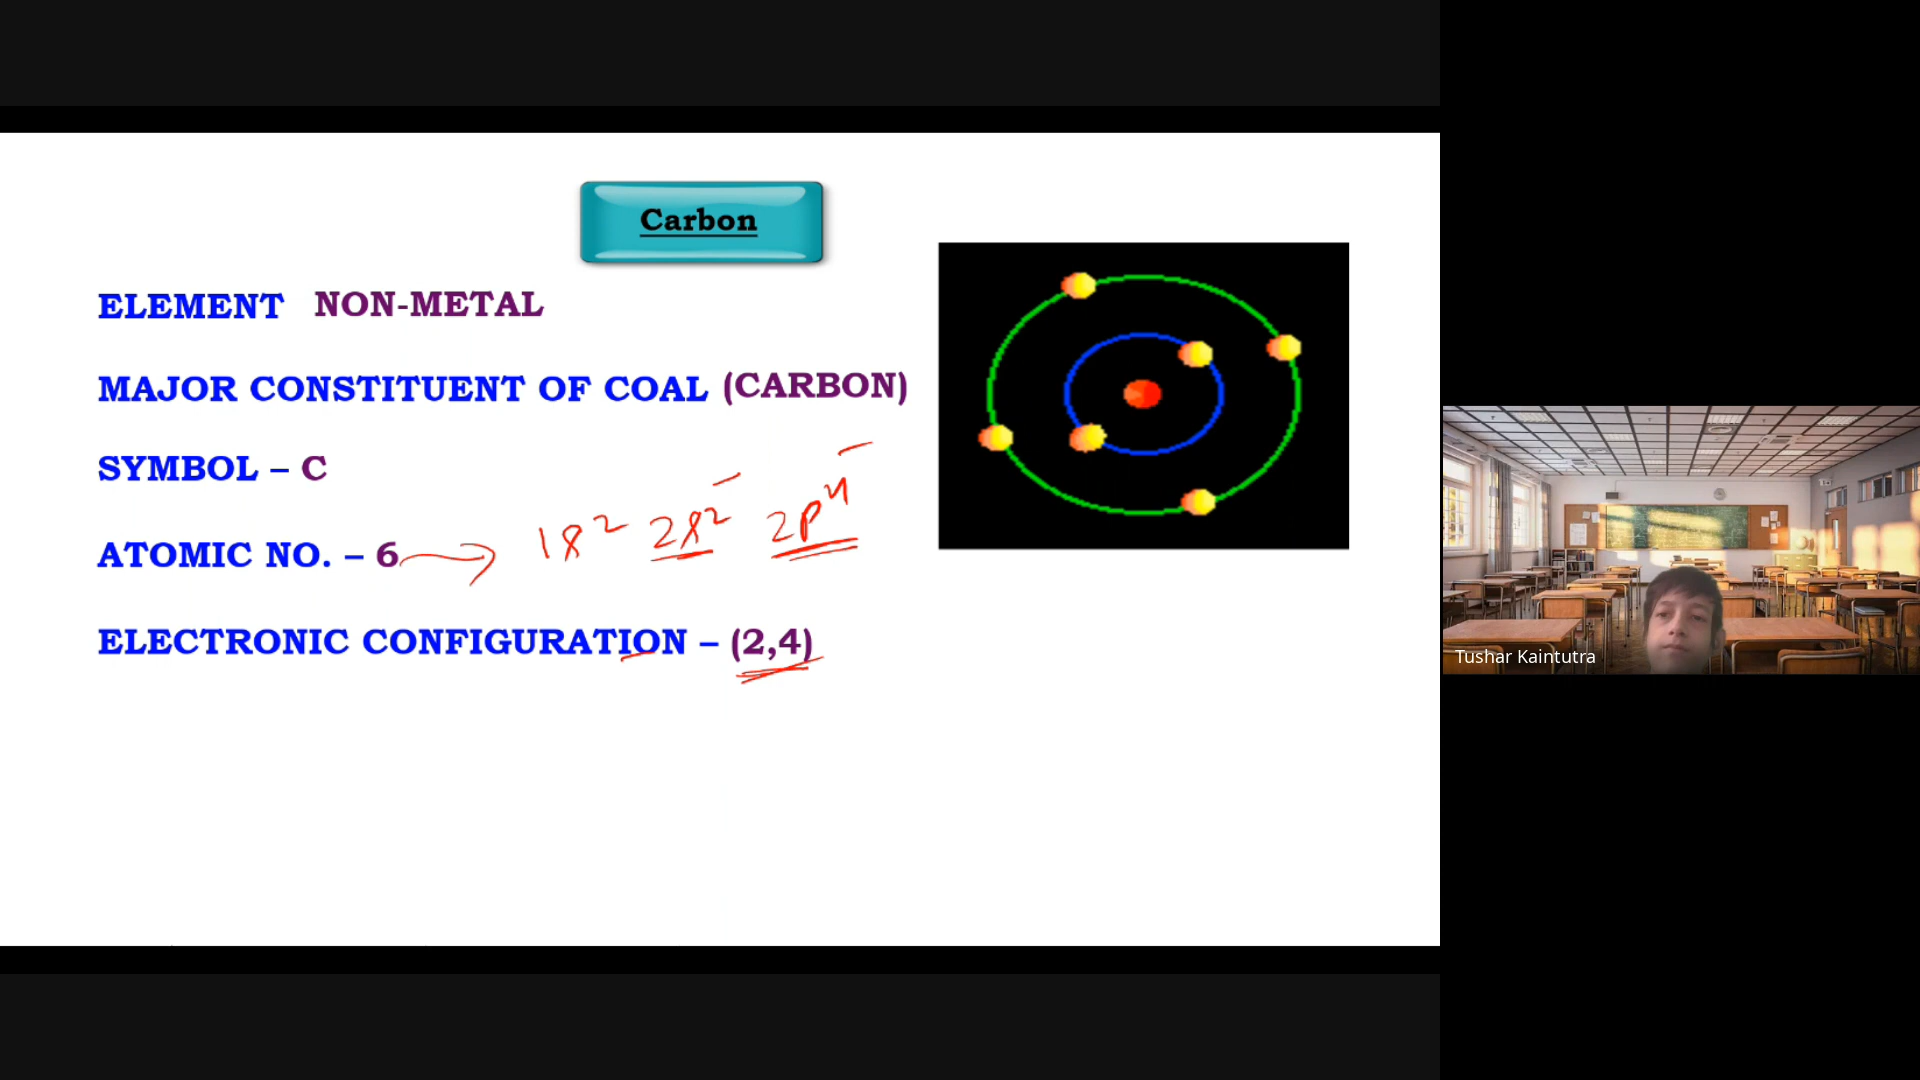 Carbon
ELEMENT NON-METAL
MAJOR CONSTITUENT OF COAL (CARBON)
SYMBOL – C
ATOMIC NO. – 6 → 1s² 2s² 2p⁴
ELECTRONIC CONFIGURATION – (2,4)
Tushar Kaintutra